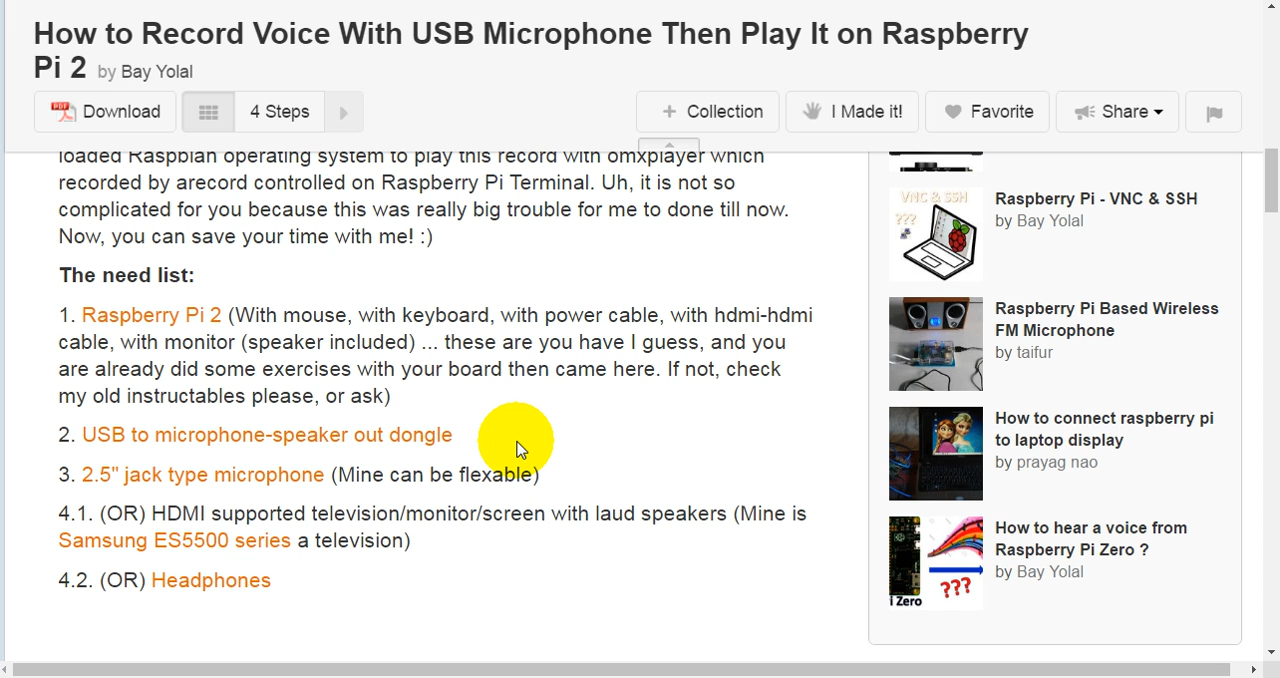 How to Record Voice With USB Microphone Then Play It on Raspberry
Pi 2 by Bay Yolal
PDF Download
4 Steps
+ Collection
I Made it!
Favorite
Share
loaded Raspbian operating system to play this record with omxplayer which
recorded by arecord controlled on Raspberry Pi Terminal. Uh, it is not so
complicated for you because this was really big trouble for me to done till now.
Now, you can save your time with me! :)
The need list:
1. Raspberry Pi 2 (With mouse, with keyboard, with power cable, with hdmi-hdmi
cable, with monitor (speaker included) ... these are you have I guess, and you
are already did some exercises with your board then came here. If not, check
my old instructables please, or ask)
2. USB to microphone-speaker out dongle
3. 2.5" jack type microphone (Mine can be flexable)
4.1. (OR) HDMI supported television/monitor/screen with laud speakers (Mine is
Samsung ES5500 series a television)
4.2. (OR) Headphones
VNC & SSH
???
Raspberry Pi - VNC & SSH
by Bay Yolal
Raspberry Pi Based Wireless
FM Microphone
by taifur
How to connect raspberry pi
to laptop display
by prayag nao
i Zero
???
How to hear a voice from
Raspberry Pi Zero ?
by Bay Yolal